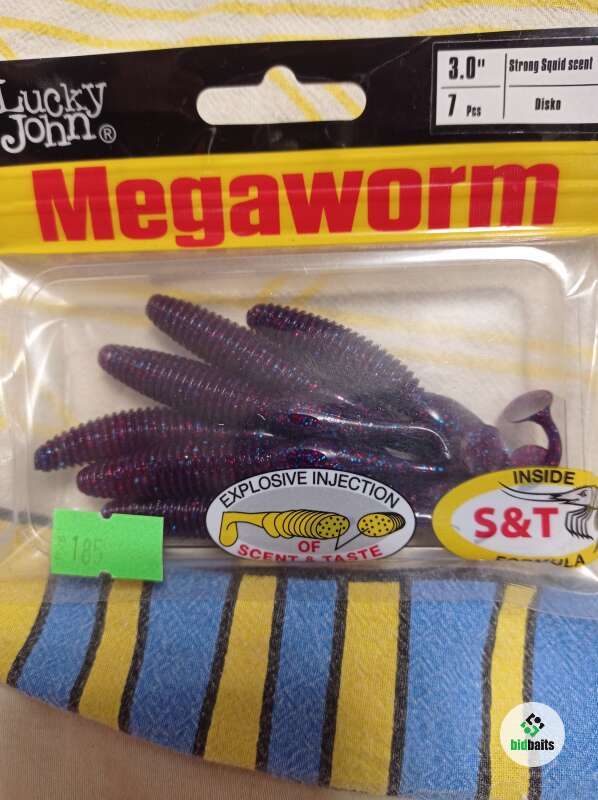 Lucky
John®
3.0"
Strong Squid scent
7 Pcs
Disko
Megaworm
EXPLOSIVE INJECTION
OF
SCENT & TASTE
INSIDE
S&T
FORMULA
185
bidbaits